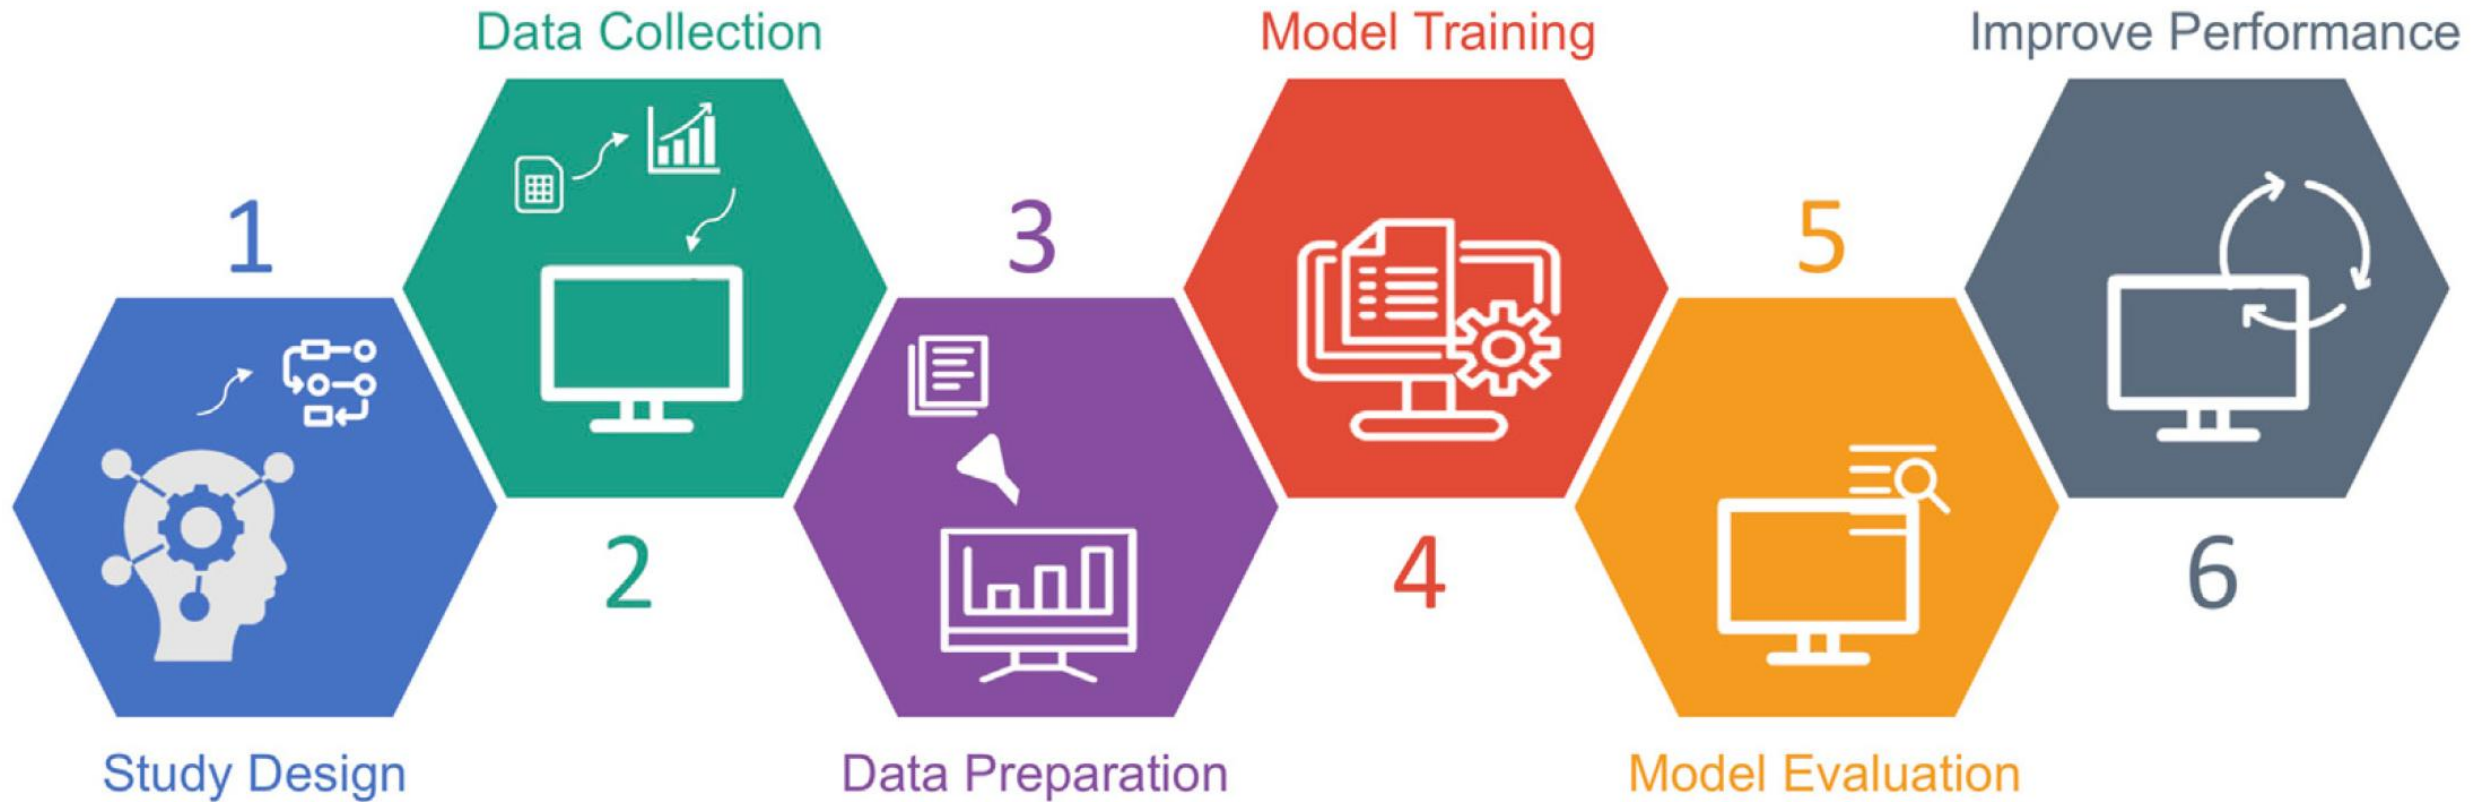 1
Study Design
Data Collection
2
3
Data Preparation
Model Training
4
5
Model Evaluation
Improve Performance
6